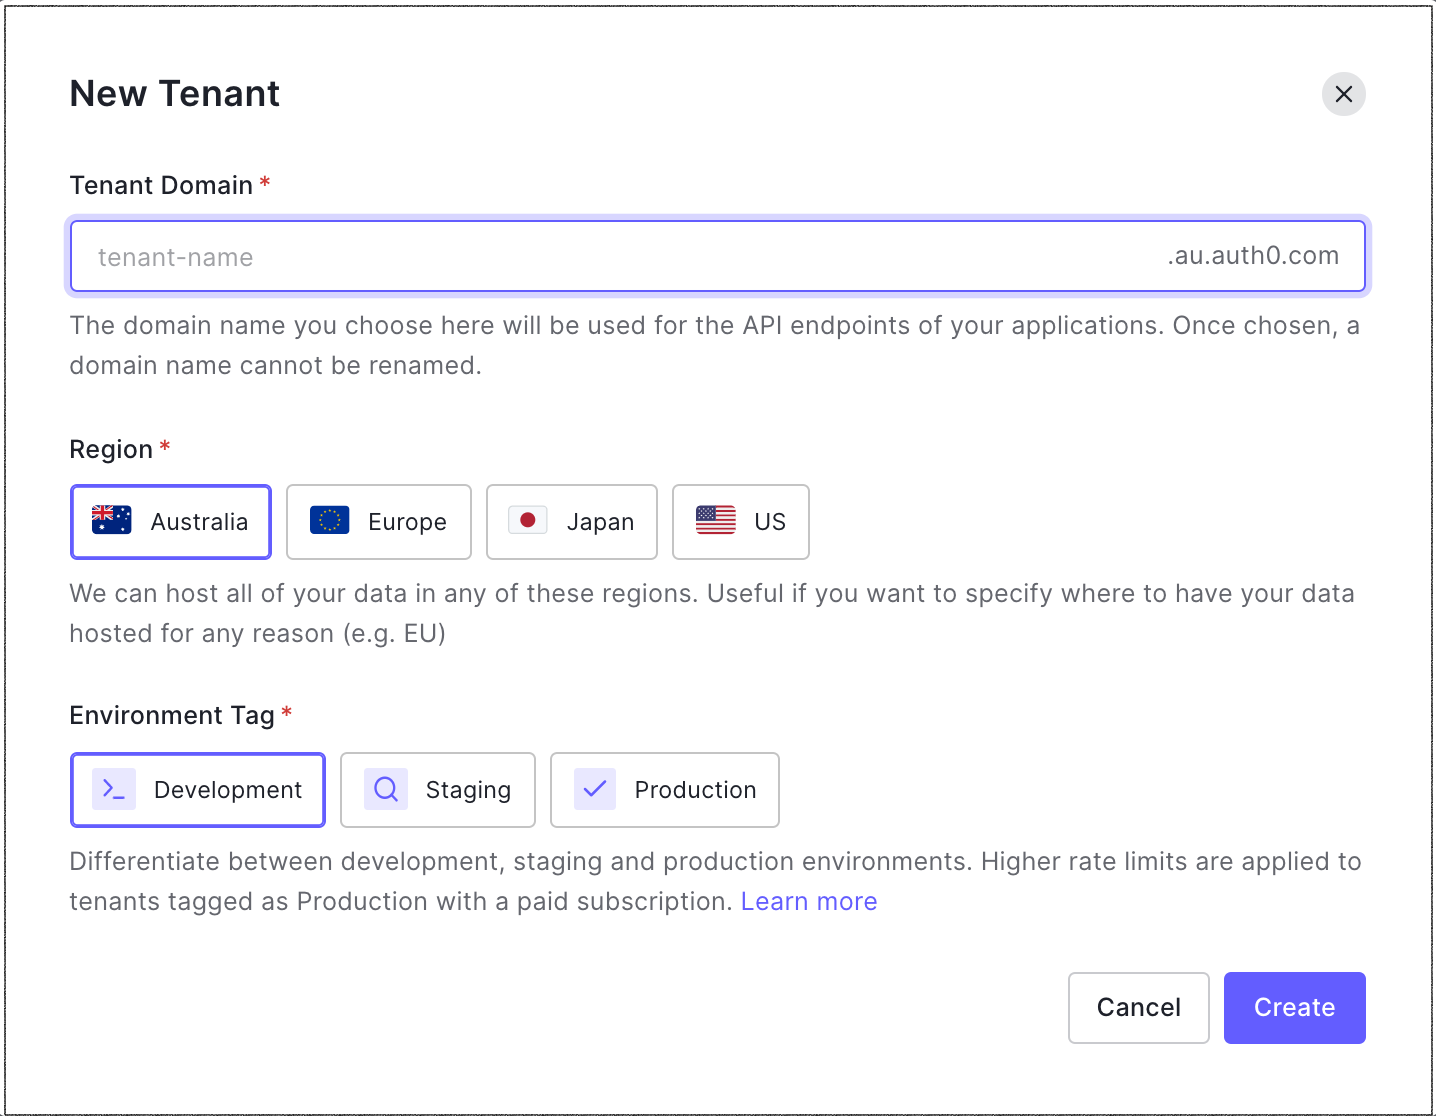 New Tenant
Tenant Domain *
tenant-name .au.auth0.com
The domain name you choose here will be used for the API endpoints of your applications. Once chosen, a
domain name cannot be renamed.
Region *
Australia Europe Japan US
We can host all of your data in any of these regions. Useful if you want to specify where to have your data
hosted for any reason (e.g. EU)
Environment Tag *
Development Staging Production
Differentiate between development, staging and production environments. Higher rate limits are applied to
tenants tagged as Production with a paid subscription. Learn more
Cancel Create